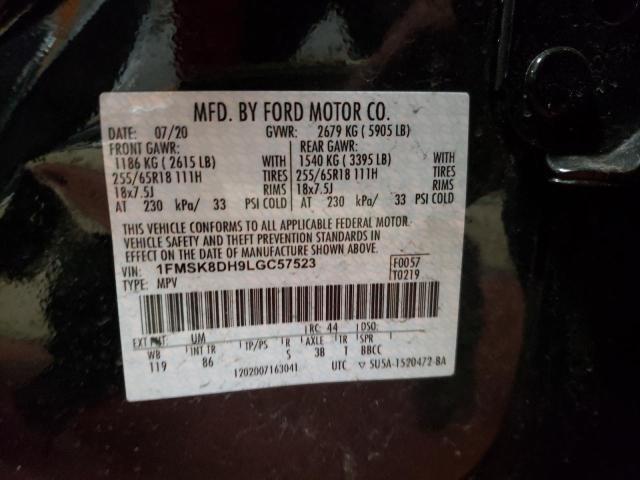 MFD. BY FORD MOTOR CO.
DATE: 07/20 GVWR: 2679 KG ( 5905 LB)
FRONT GAWR: REAR GAWR:
1186 KG ( 2615 LB) WITH 1540 KG ( 3395 LB) WITH
255/65R18 111H TIRES 255/65R18 111H TIRES
18x7.5J RIMS 18x7.5J RIMS
AT 230 kPa/ 33 PSI COLD AT 230 kPa/ 33 PSI COLD
THIS VEHICLE CONFORMS TO ALL APPLICABLE FEDERAL MOTOR
VEHICLE SAFETY AND THEFT PREVENTION STANDARDS IN
EFFECT ON THE DATE OF MANUFACTURE SHOWN ABOVE.
VIN: 1FMSK8DH9LGC57523 F0057
TYPE: MPV T0219
EXT PNT: UM RC: 44 DSO:
WB INT TR TP/PS R AXLE TR SPR
119 86 S 3B T BBCC
1202007163041 UTC ▽ SU5A-1520472-BA